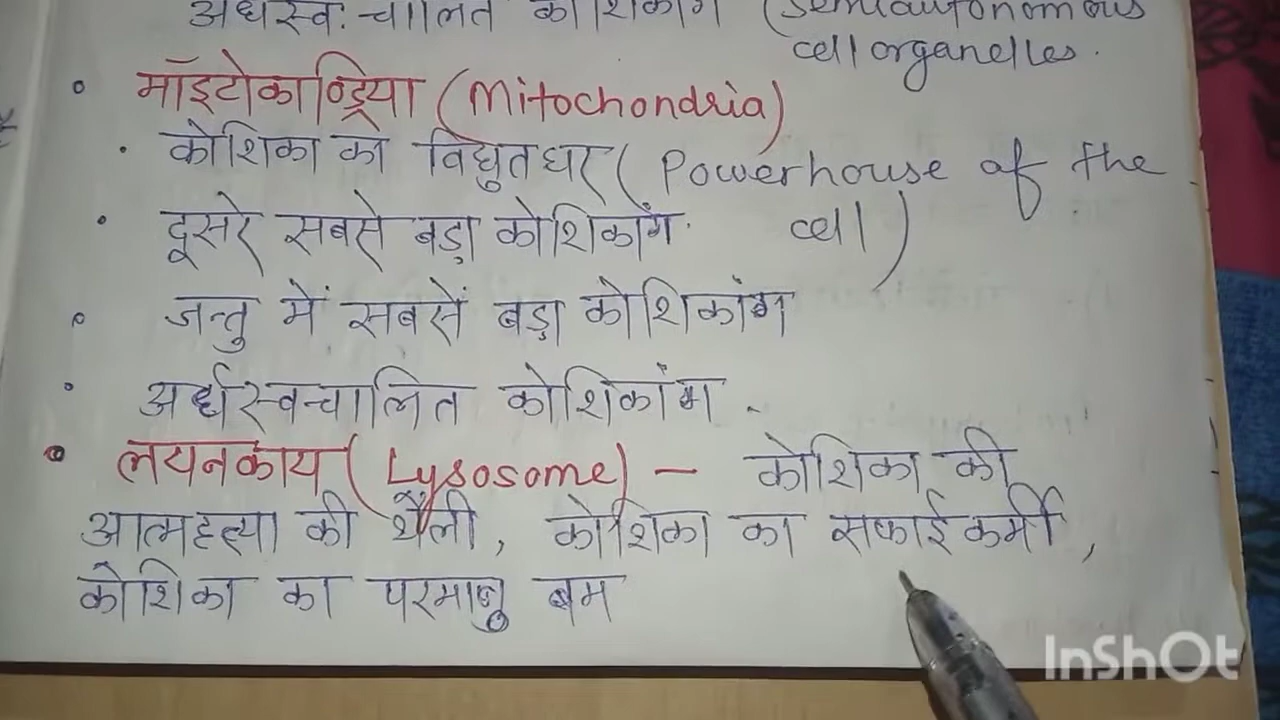 अर्धस्व: चालित कोशिकांग (Semiautonomous
cell organelles.
माॅइटोकाण्ड्रिया (Mitochondria)
कोशिका का विद्युतघर (Powerhouse of the
दूसरे सबसे बड़ा कोशिकांग. cell)
जन्तु में सबसें बड़ा कोशिकांग
अर्धस्वचालित कोशिकांग.
लयनकाय (Lysosome) – कोशिका की
आत्महत्या की थैली, कोशिका का सफाईकर्मी,
कोशिका का परमाणु बम
InShOt